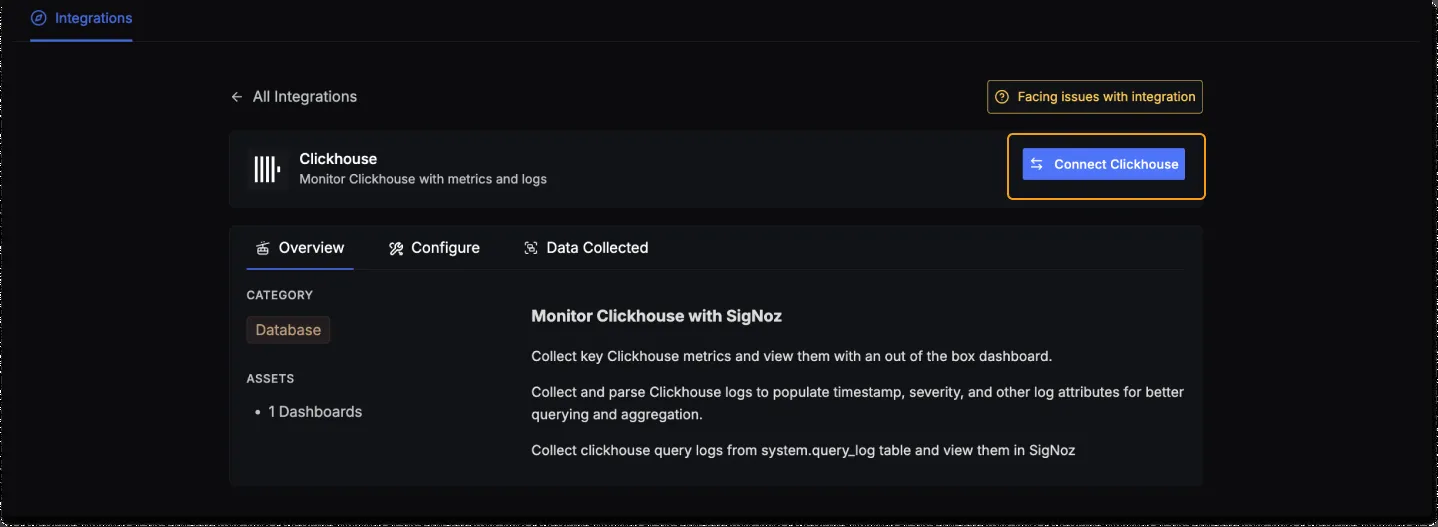 Integrations
All Integrations
Facing issues with integration
Clickhouse
Monitor Clickhouse with metrics and logs
Connect Clickhouse
Overview
Configure
Data Collected
CATEGORY
Database
ASSETS
• 1 Dashboards
Monitor Clickhouse with SigNoz
Collect key Clickhouse metrics and view them with an out of the box dashboard.
Collect and parse Clickhouse logs to populate timestamp, severity, and other log attributes for better
querying and aggregation.
Collect clickhouse query logs from system.query_log table and view them in SigNoz